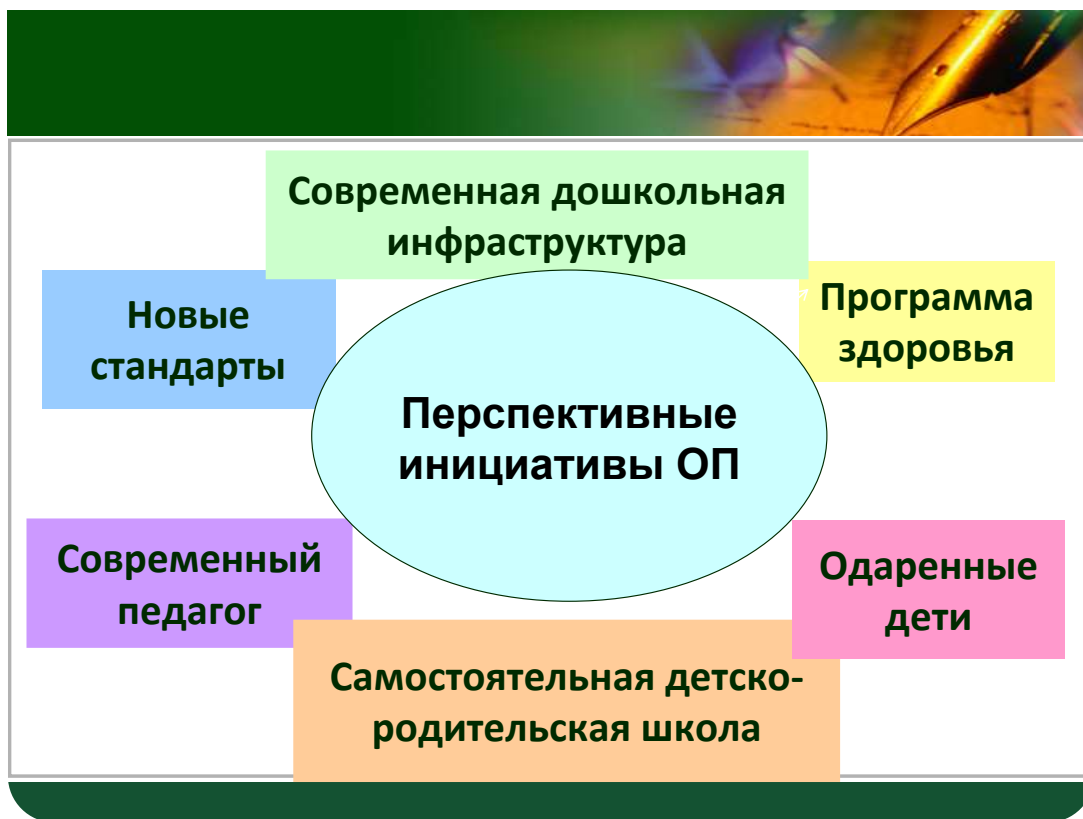 Современная дошкольная
инфраструктура
Новые
стандарты
и
Программа
здоровья
Перспективные
инициативы ОП
Современный
педагог
Одаренные
дети
Самостоятельная детско-
родительская школа